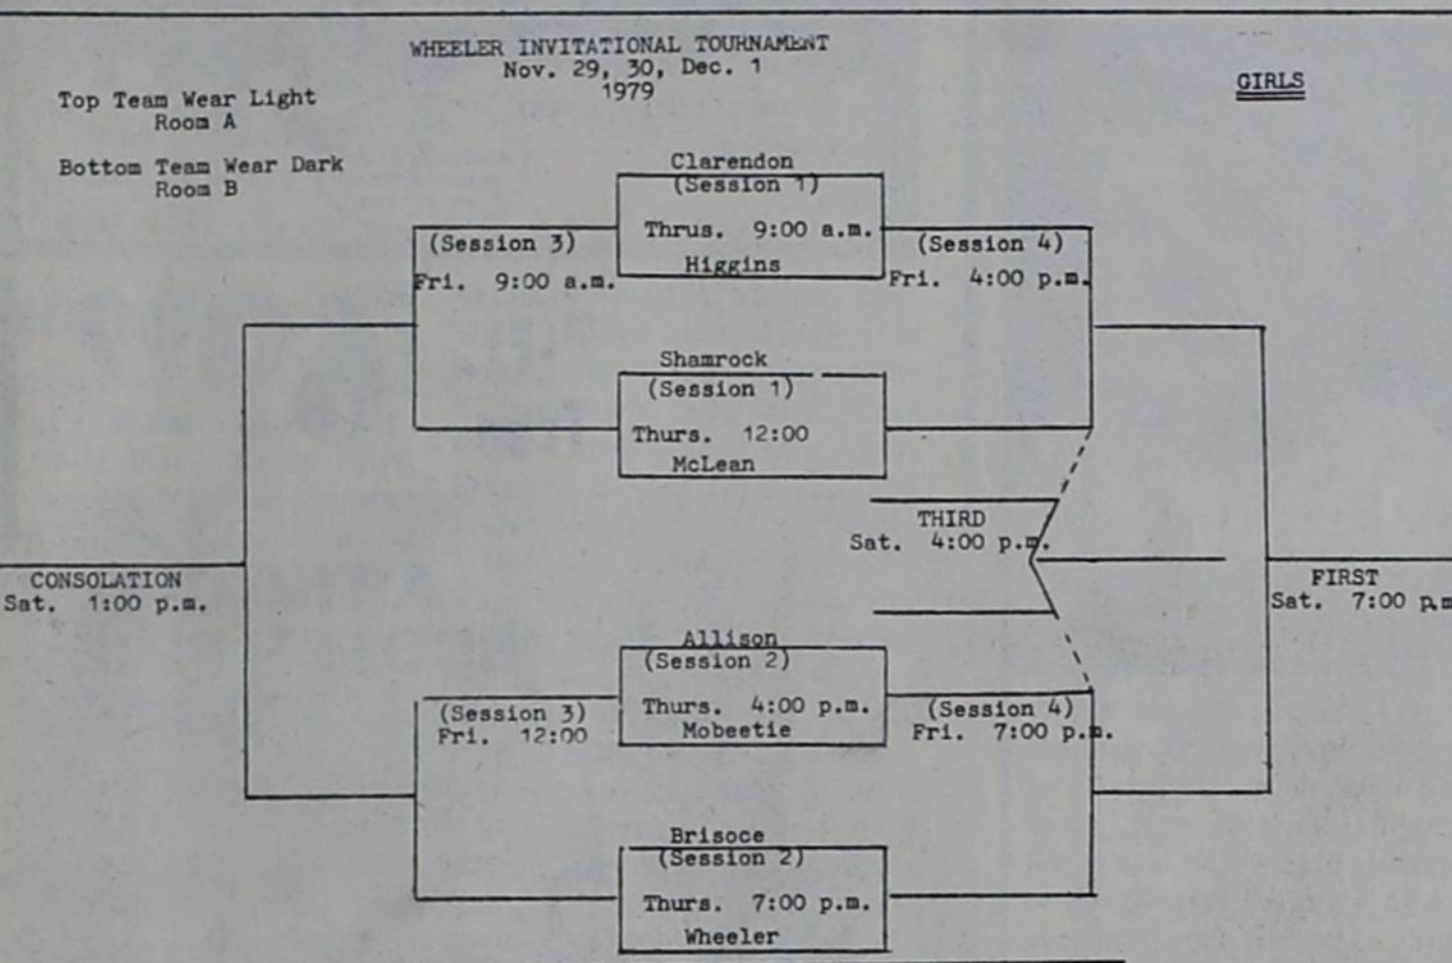 WHEELER INVITATIONAL TOURNAMENT
Nov. 29, 30, Dec. 1
1979
GIRLS
Top Team Wear Light
Room A
Bottom Team Wear Dark
Room B
Clarendon
(Session 1)
Thrus. 9:00 a.m.
Higgins
(Session 3)
Fri. 9:00 a.m.
(Session 4)
Fri. 4:00 p.m.
Shamrock
(Session 1)
Thurs. 12:00
McLean
THIRD
Sat. 4:00 p.m.
CONSOLATION
Sat. 1:00 p.m.
FIRST
Sat. 7:00 p.m
Allison
(Session 2)
Thurs. 4:00 p.m.
Mobeetie
(Session 3)
Fri. 12:00
(Session 4)
Fri. 7:00 p.m.
Brisoce
(Session 2)
Thurs. 7:00 p.m.
Wheeler